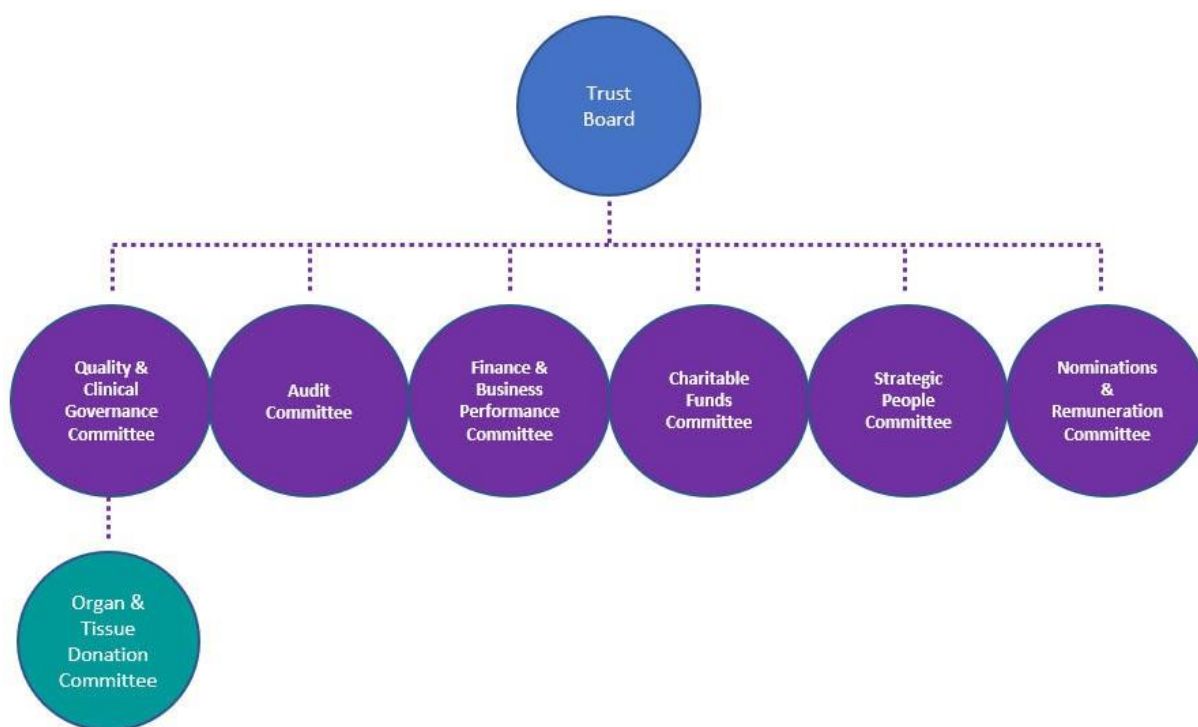 Trust
Board
Quality &
Clinical
Governance
Committee
Audit
Committee
Finance &
Business
Performance
Committee
Charitable
Funds
Committee
Strategic
People
Committee
Nominations
&
Remuneration
Committee
Organ &
Tissue
Donation
Committee